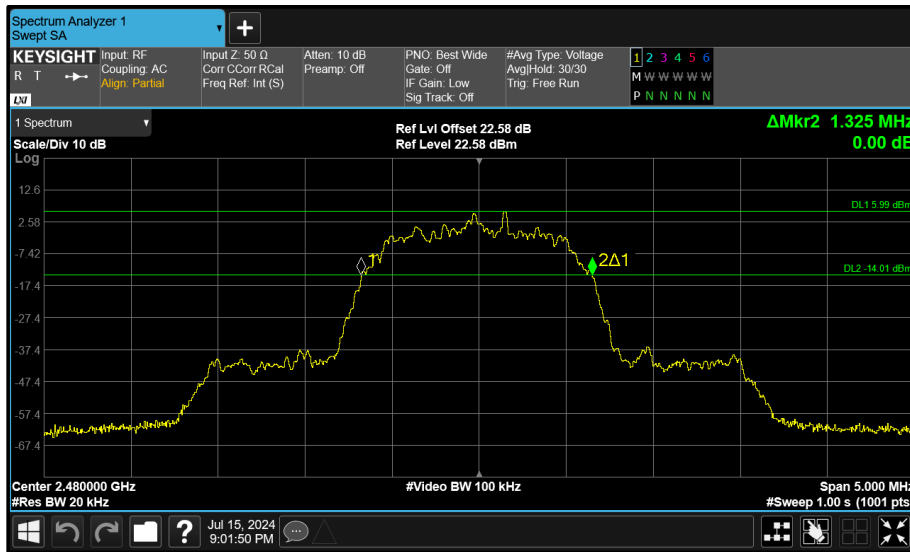 Spectrum Analyzer 1
Swept SA
KEYSIGHT
R T
LXI
Input: RF
Coupling: AC
Align: Partial
Input Z: 50 Ω
Corr CCorr RCal
Freq Ref: Int (S)
Atten: 10 dB
Preamp: Off
PNO: Best Wide
Gate: Off
IF Gain: Low
Sig Track: Off
#Avg Type: Voltage
Avg|Hold: 30/30
Trig: Free Run
1 2 3 4 5 6
M W W W W W
P N N N N N
1 Spectrum
Scale/Div 10 dB
Ref Lvl Offset 22.58 dB
Ref Level 22.58 dBm
ΔMkr2 1.325 MHz
0.00 dB
Log
12.6
DL1 5.99 dBm
2.58
-7.42
1
2Δ1
DL2 -14.01 dBm
-17.4
-27.4
-37.4
-47.4
-57.4
-67.4
Center 2.480000 GHz
#Video BW 100 kHz
Span 5.000 MHz
#Res BW 20 kHz
#Sweep 1.00 s (1001 pts
?
Jul 15, 2024
9:01:50 PM